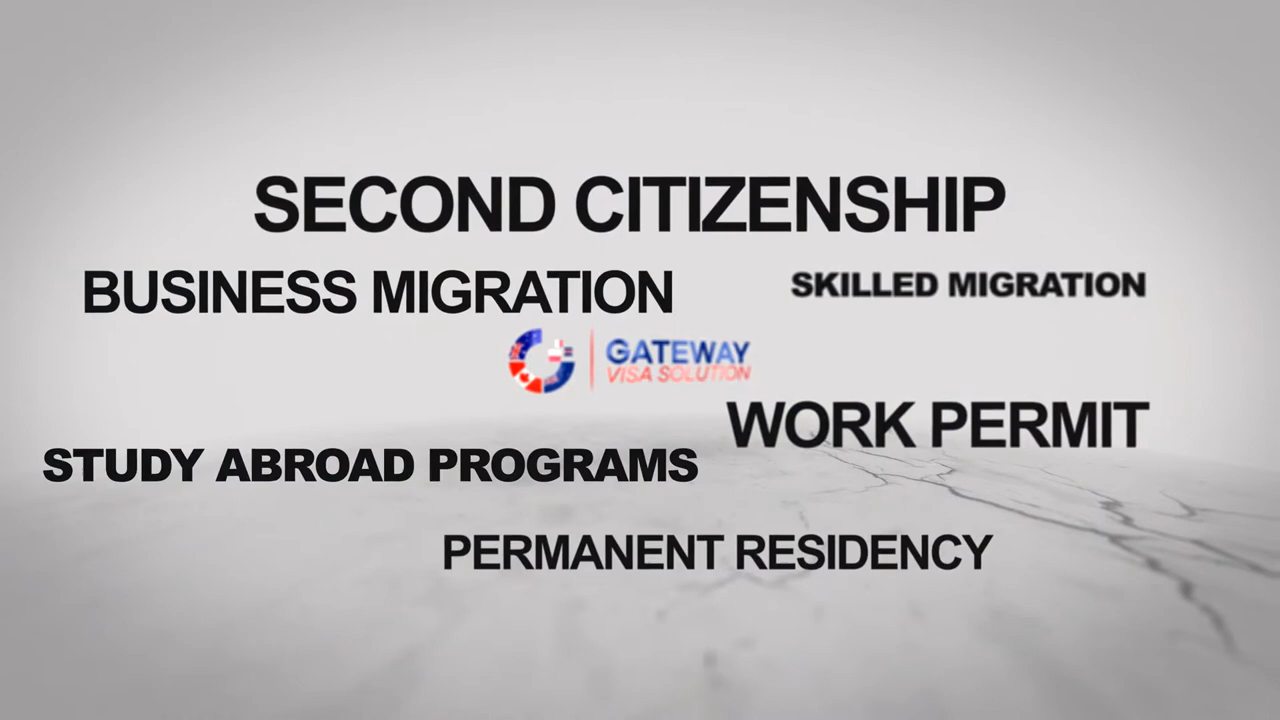 SECOND CITIZENSHIP
BUSINESS MIGRATION
SKILLED MIGRATION
GATEWAY
VISA SOLUTION
WORK PERMIT
STUDY ABROAD PROGRAMS
PERMANENT RESIDENCY